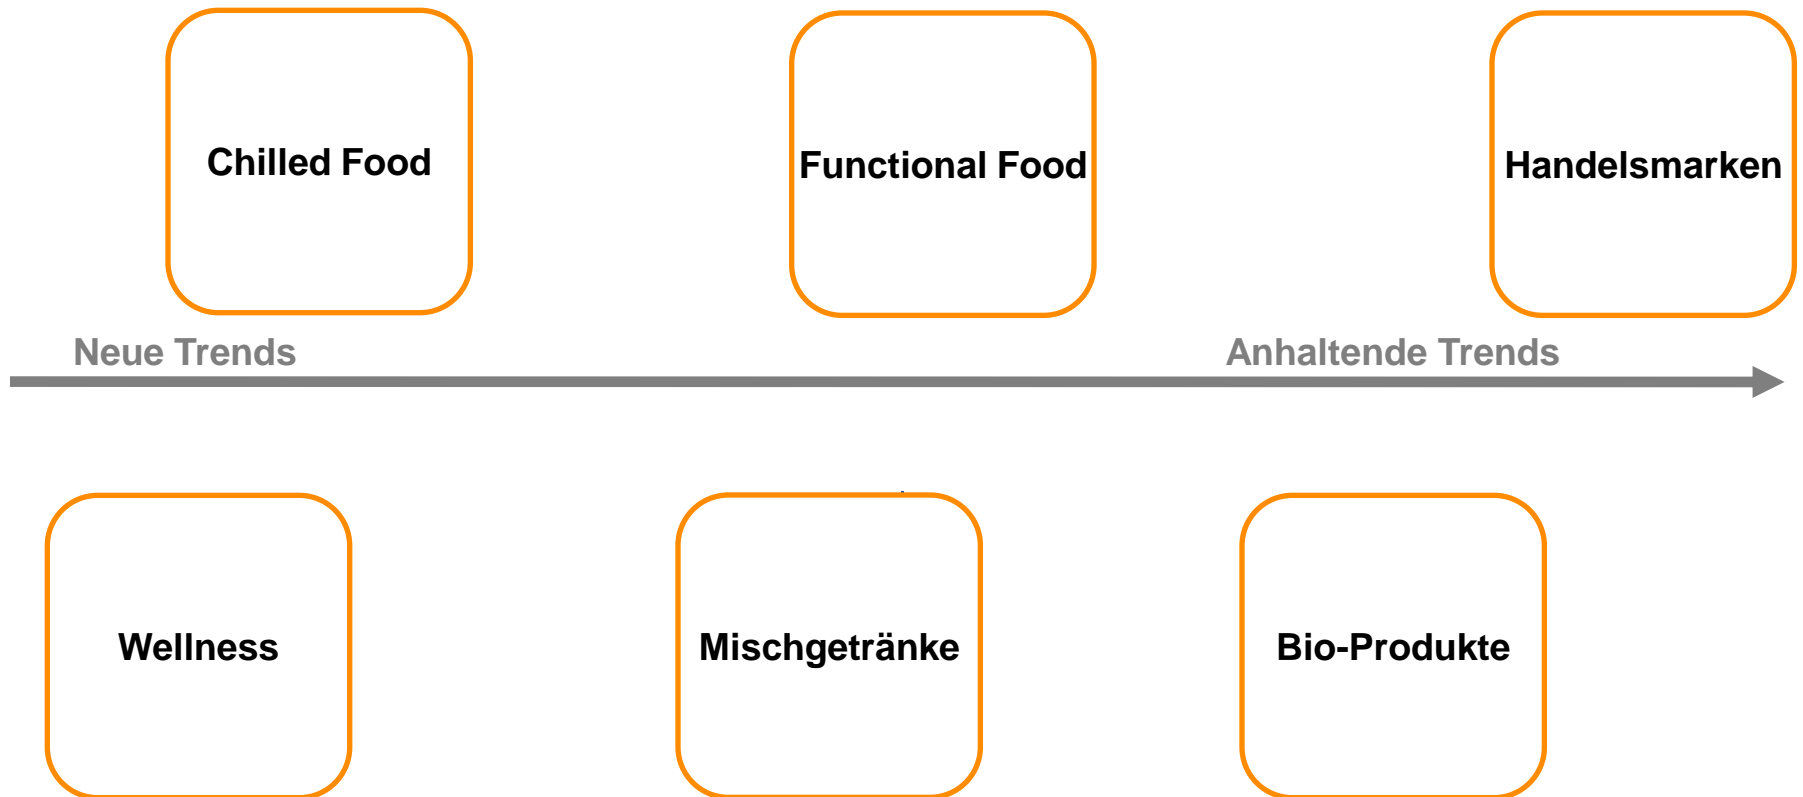 Chilled Food
Functional Food
Handelsmarken
Neue Trends
Anhaltende Trends
Wellness
Mischgetränke
Bio-Produkte